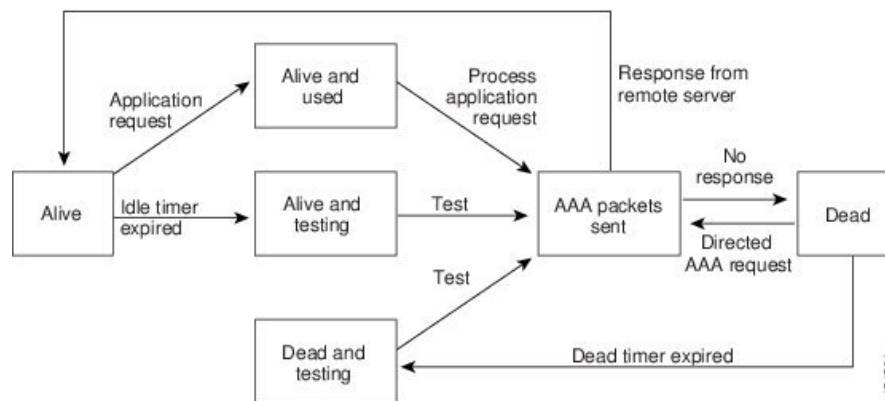 Alive and
used
Application
request
Process
application
request
Response from
remote server
Alive
Idle timer
expired
Alive and
testing
Test
AAA packets
sent
No
response
Directed
AAA request
Dead
Test
Dead and
testing
Dead timer expired